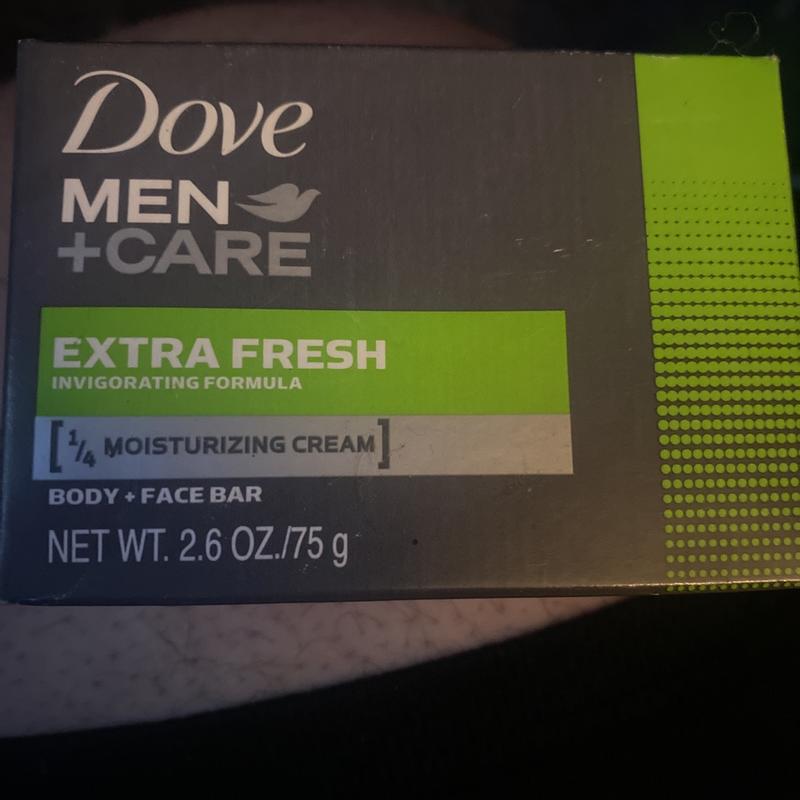 Dove
MEN
+CARE
EXTRA FRESH
INVIGORATING FORMULA
[1/4 MOISTURIZING CREAM]
BODY + FACE BAR
NET WT. 2.6 OZ./75 g